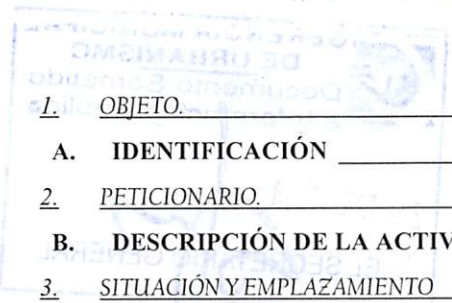 1. OBJETO.
A. IDENTIFICACIÓN
2. PETICIONARIO.
B. DESCRIPCIÓN DE LA ACTIV
3. SITUACIÓN Y EMPLAZAMIENTO